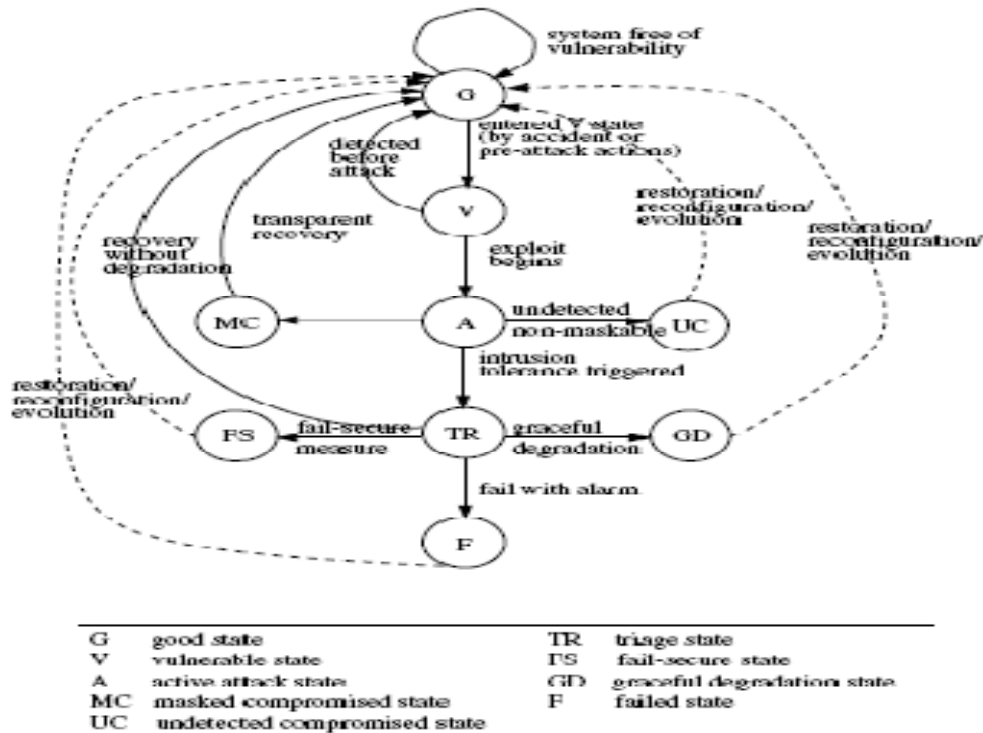 system free of
vulnerability
G
entered V state
(by accident or
pre-attack actions)
detected
before
attack
V
restoration/
reconfiguration/
evolution
transparent
recovery
restoration/
reconfiguration/
evolution
recovery
without
degradation
exploit
begins
MC
A
undetected
non-maskable
UC
intrusion
tolerance triggered
restoration/
reconfiguration/
evolution
FS
fail-secure
measure
TR
graceful
degradation
GD
fail with alarm
F
G good state
V vulnerable state
A active attack state
MC masked compromised state
UC undetected compromised state
TR triage state
FS fail-secure state
GD graceful degradation state
F failed state